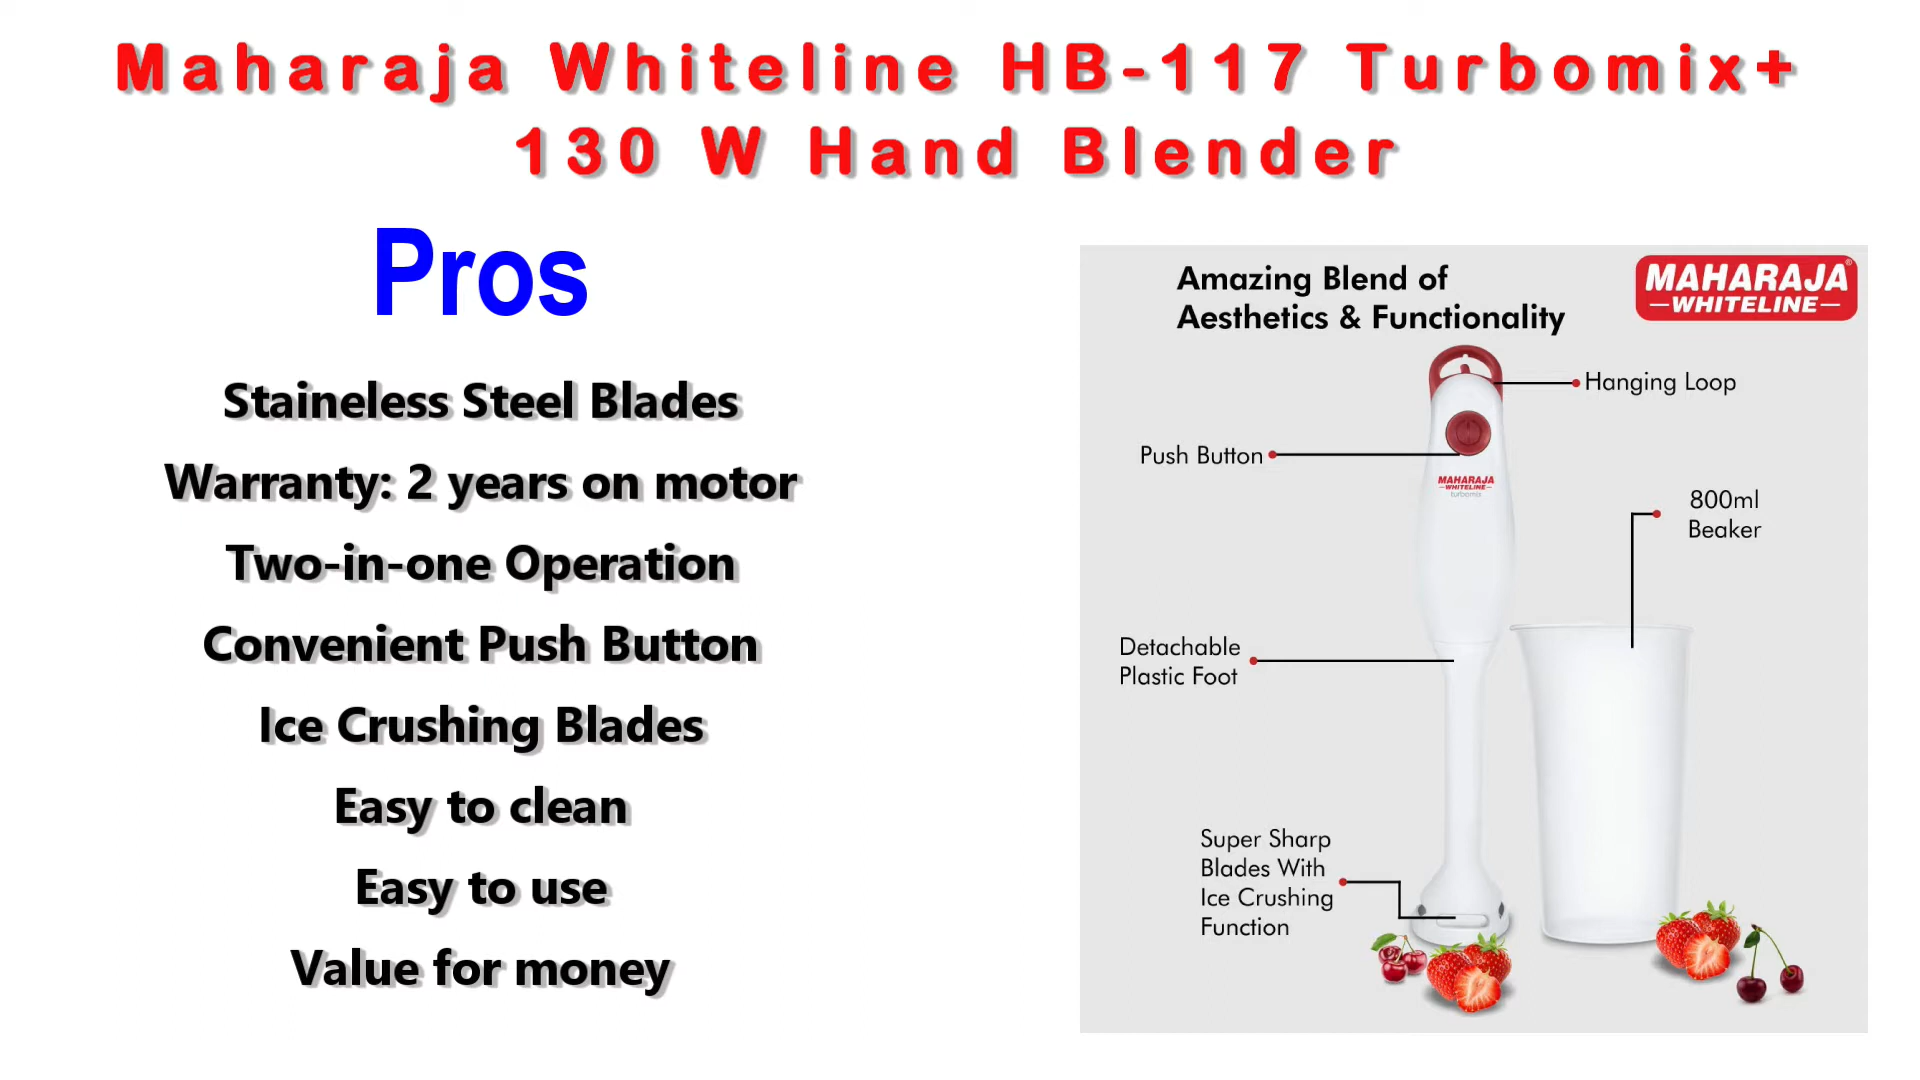 Maharaja Whiteline HB-117 Turbomix+
130 W Hand Blender
Pros
Staineless Steel Blades
Warranty: 2 years on motor
Two-in-one Operation
Convenient Push Button
Ice Crushing Blades
Easy to clean
Easy to use
Value for money
Amazing Blend of
Aesthetics & Functionality
MAHARAJA®
WHITELINE
Hanging Loop
Push Button
MAHARAJA
WHITELINE
turbomix
800ml
Beaker
Detachable
Plastic Foot
Super Sharp
Blades With
Ice Crushing
Function